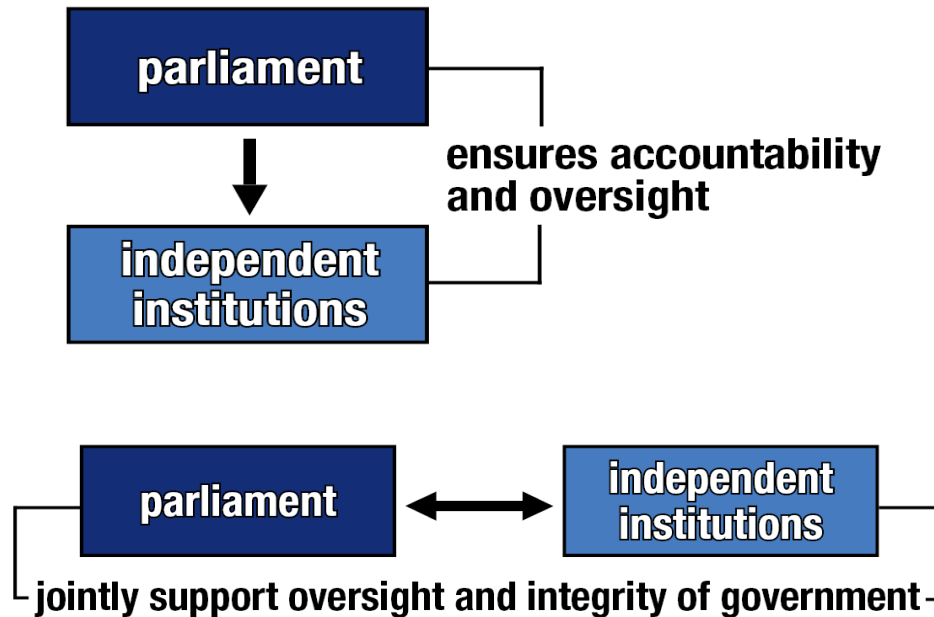 parliament
ensures accountability
and oversight
independent
institutions
parliament
independent
institutions
jointly support oversight and integrity of government